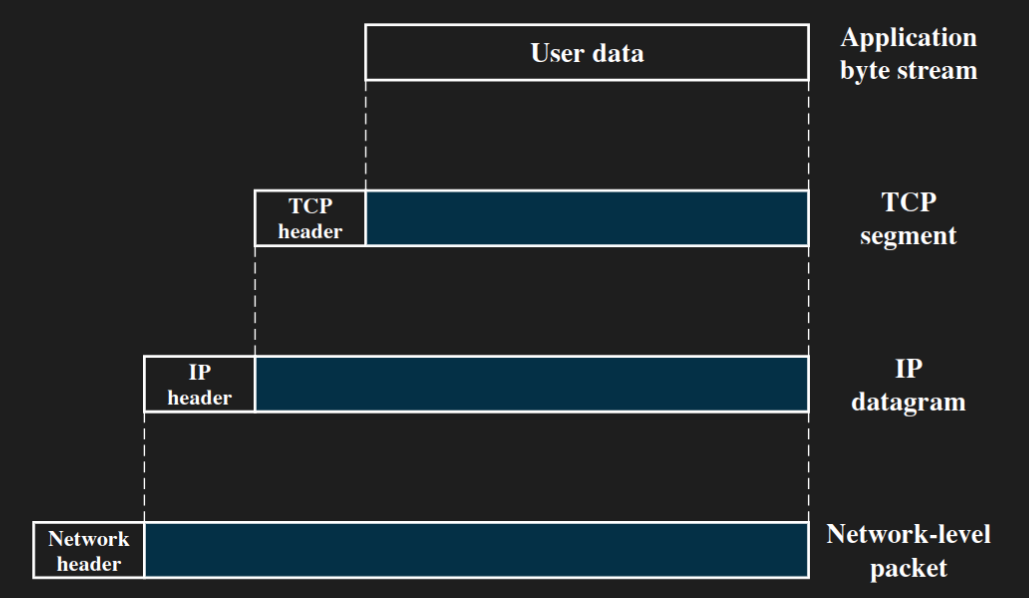 User data
Application
byte stream
TCP
header
TCP
segment
IP
header
IP
datagram
Network
header
Network-level
packet